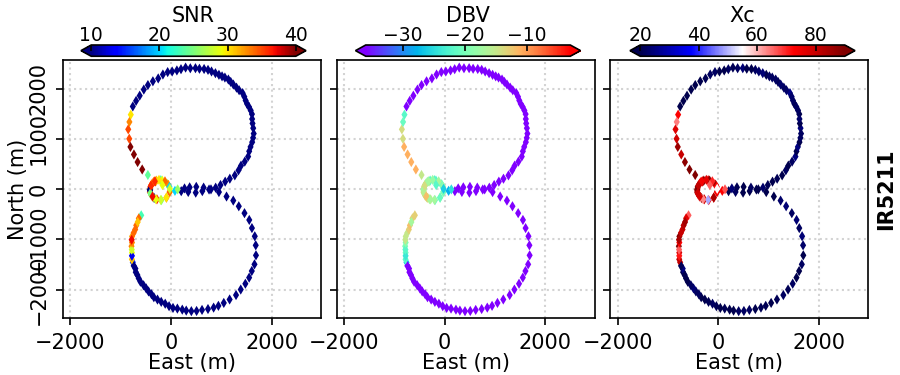 SNR DBV Xc
10 20 30 40 −30 −20 −10 20 40 60 80
North (m)
2000
1000
0
−1000
−2000
−2000 0 2000 −2000 0 2000 −2000 0 2000
East (m) East (m) East (m)
IR5211